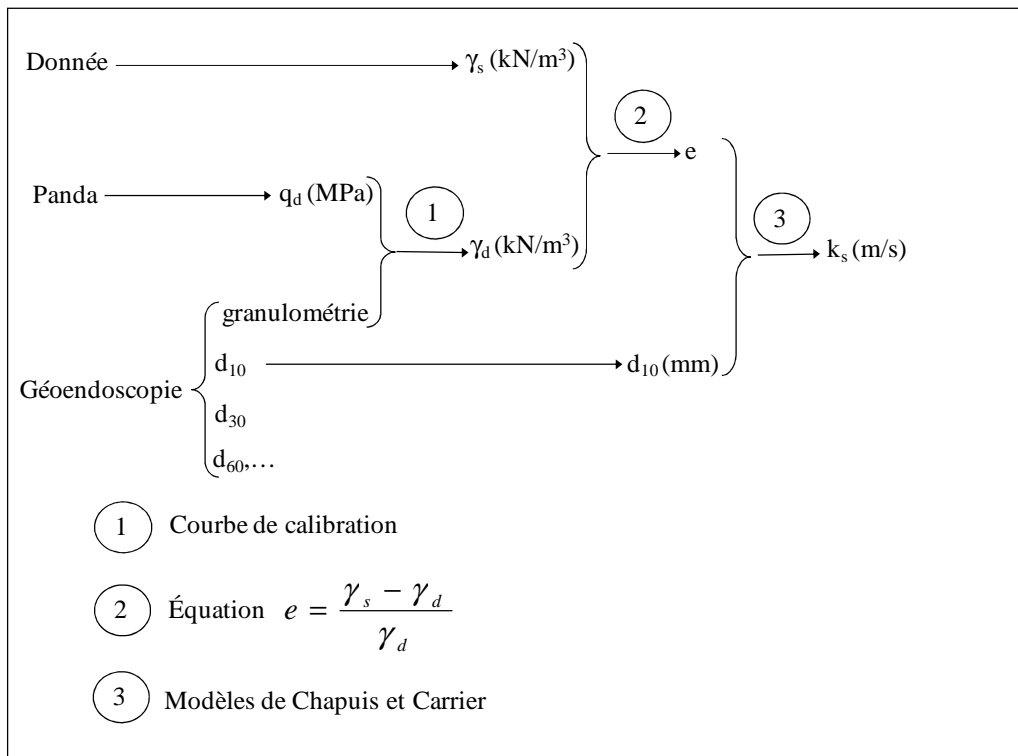 Donnée γs (kN/m³)
2
e
Panda qd (MPa)
1
3
γd (kN/m³)
ks (m/s)
granulométrie
d10 d10 (mm)
Géoendoscopie
d30
d60,…
1 Courbe de calibration
2 Équation e = (γs − γd) / γd
3 Modèles de Chapuis et Carrier